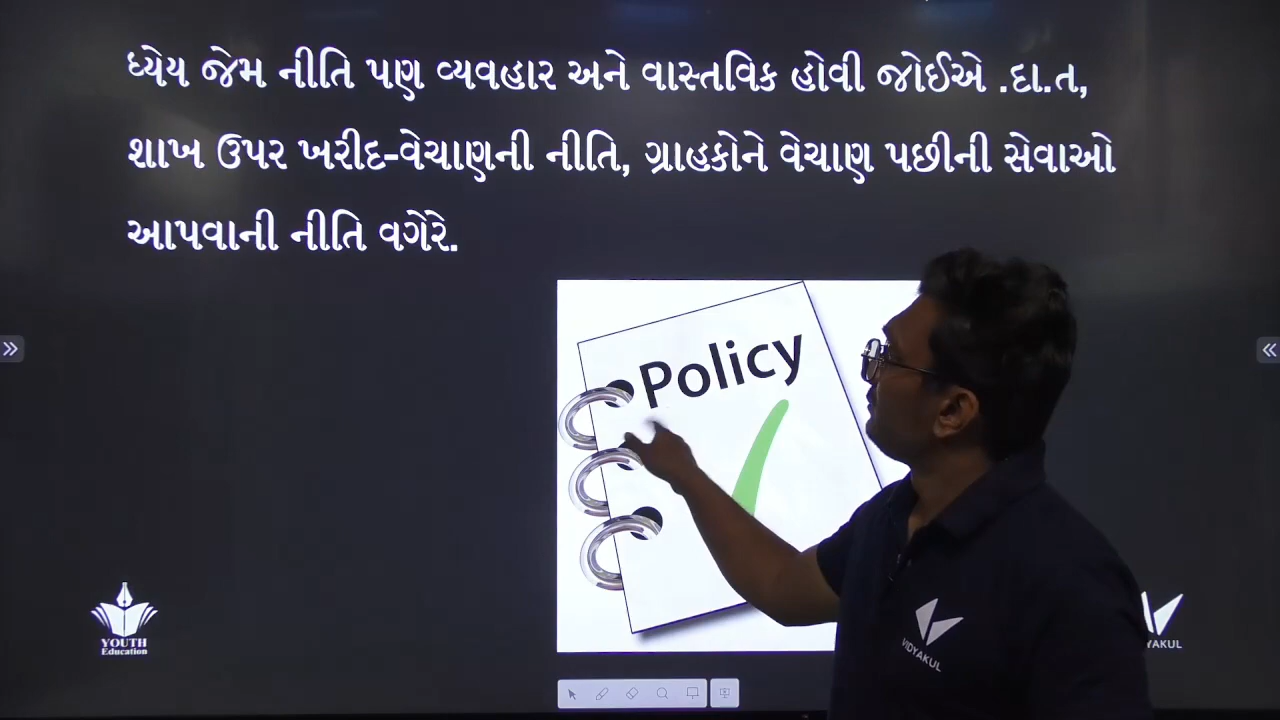 ધ્યેય જેમ નીતિ પણ વ્યવહાર અને વાસ્તવિક હોવી જોઈએ .દા.ત,
શાખ ઉપર ખરીદ-વેચાણની નીતિ, ગ્રાહકોને વેચાણ પછીની સેવાઓ
આપવાની નીતિ વગેરે.
Policy
YOUTH
Education
VIDYAKUL
YAKUL